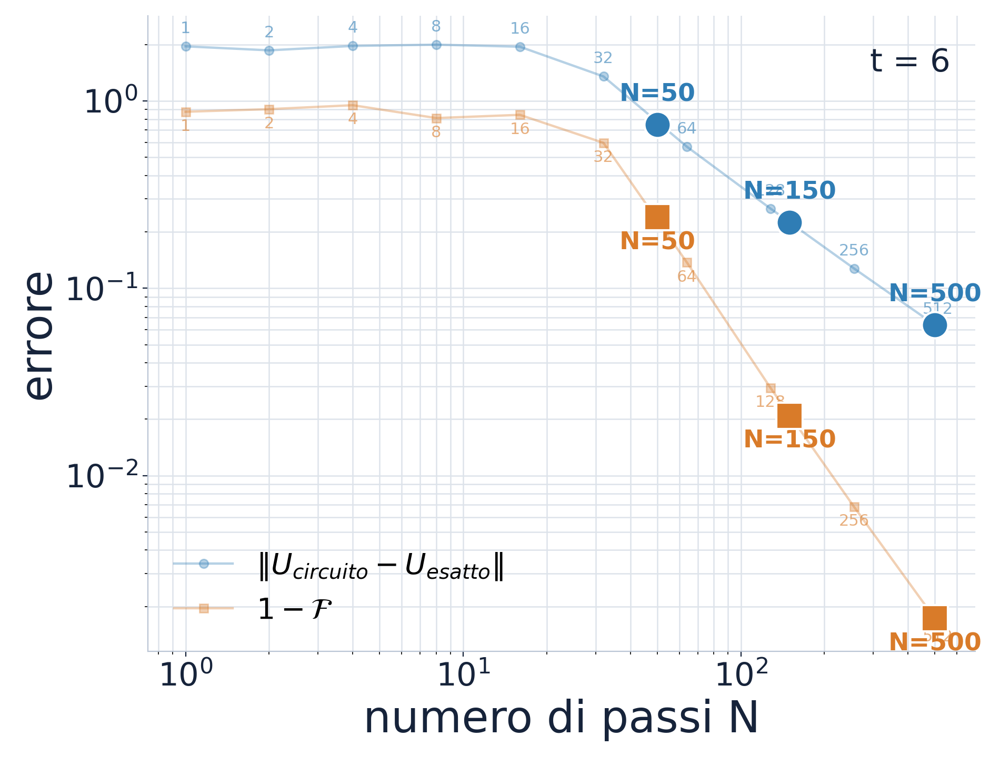 1 2 4 8 16
32
t = 6
N=50
10⁰
1 2 4 8 16
64
32
N=150
128
N=50
256
64
10⁻¹
N=500
512
errore
128
N=150
10⁻²
256
‖U_circuito − U_esatto‖
1 − ℱ
512
N=500
10⁰ 10¹ 10²
numero di passi N